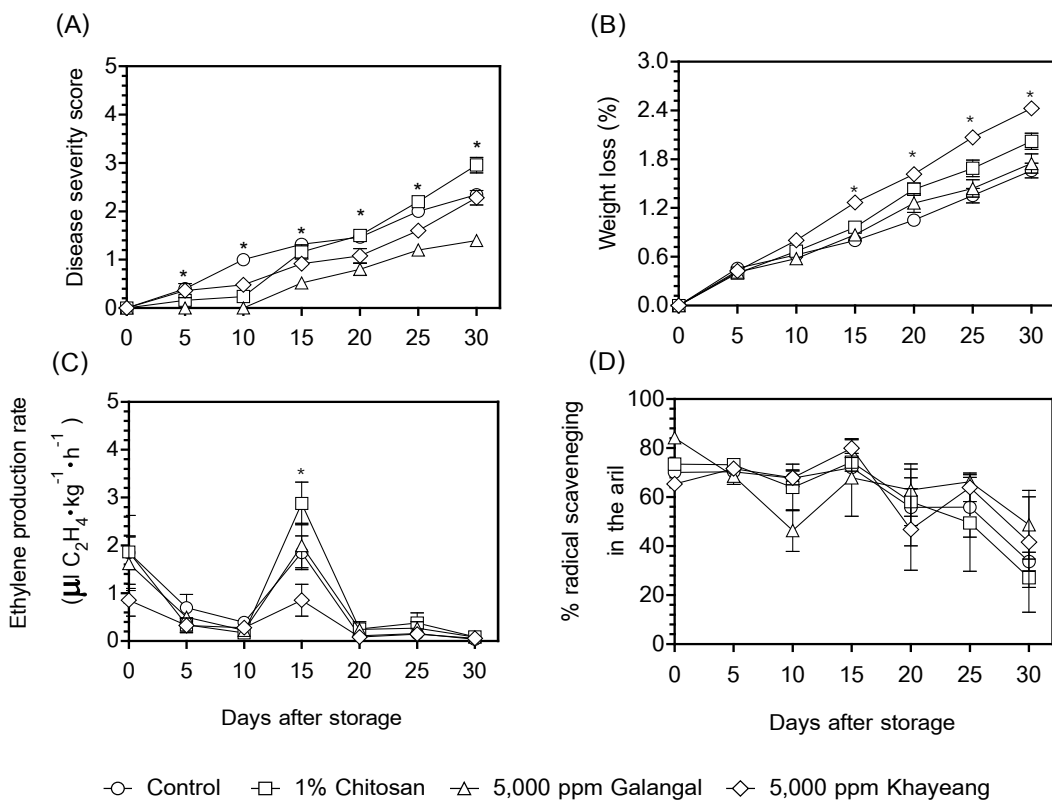 (A)
Disease severity score
5
4
3
2
1
0
* * * * * *
0 5 10 15 20 25 30
(B)
Weight loss (%)
3.0
2.4
1.8
1.2
0.6
0.0
* * * *
0 5 10 15 20 25 30
(C)
Ethylene production rate
(µl C₂H₄•kg⁻¹•h⁻¹)
5
4
3
2
1
0
*
0 5 10 15 20 25 30
Days after storage
(D)
% radical scaveneging
in the aril
100
80
60
40
20
0
0 5 10 15 20 25 30
Days after storage
Control 1% Chitosan 5,000 ppm Galangal 5,000 ppm Khayeang